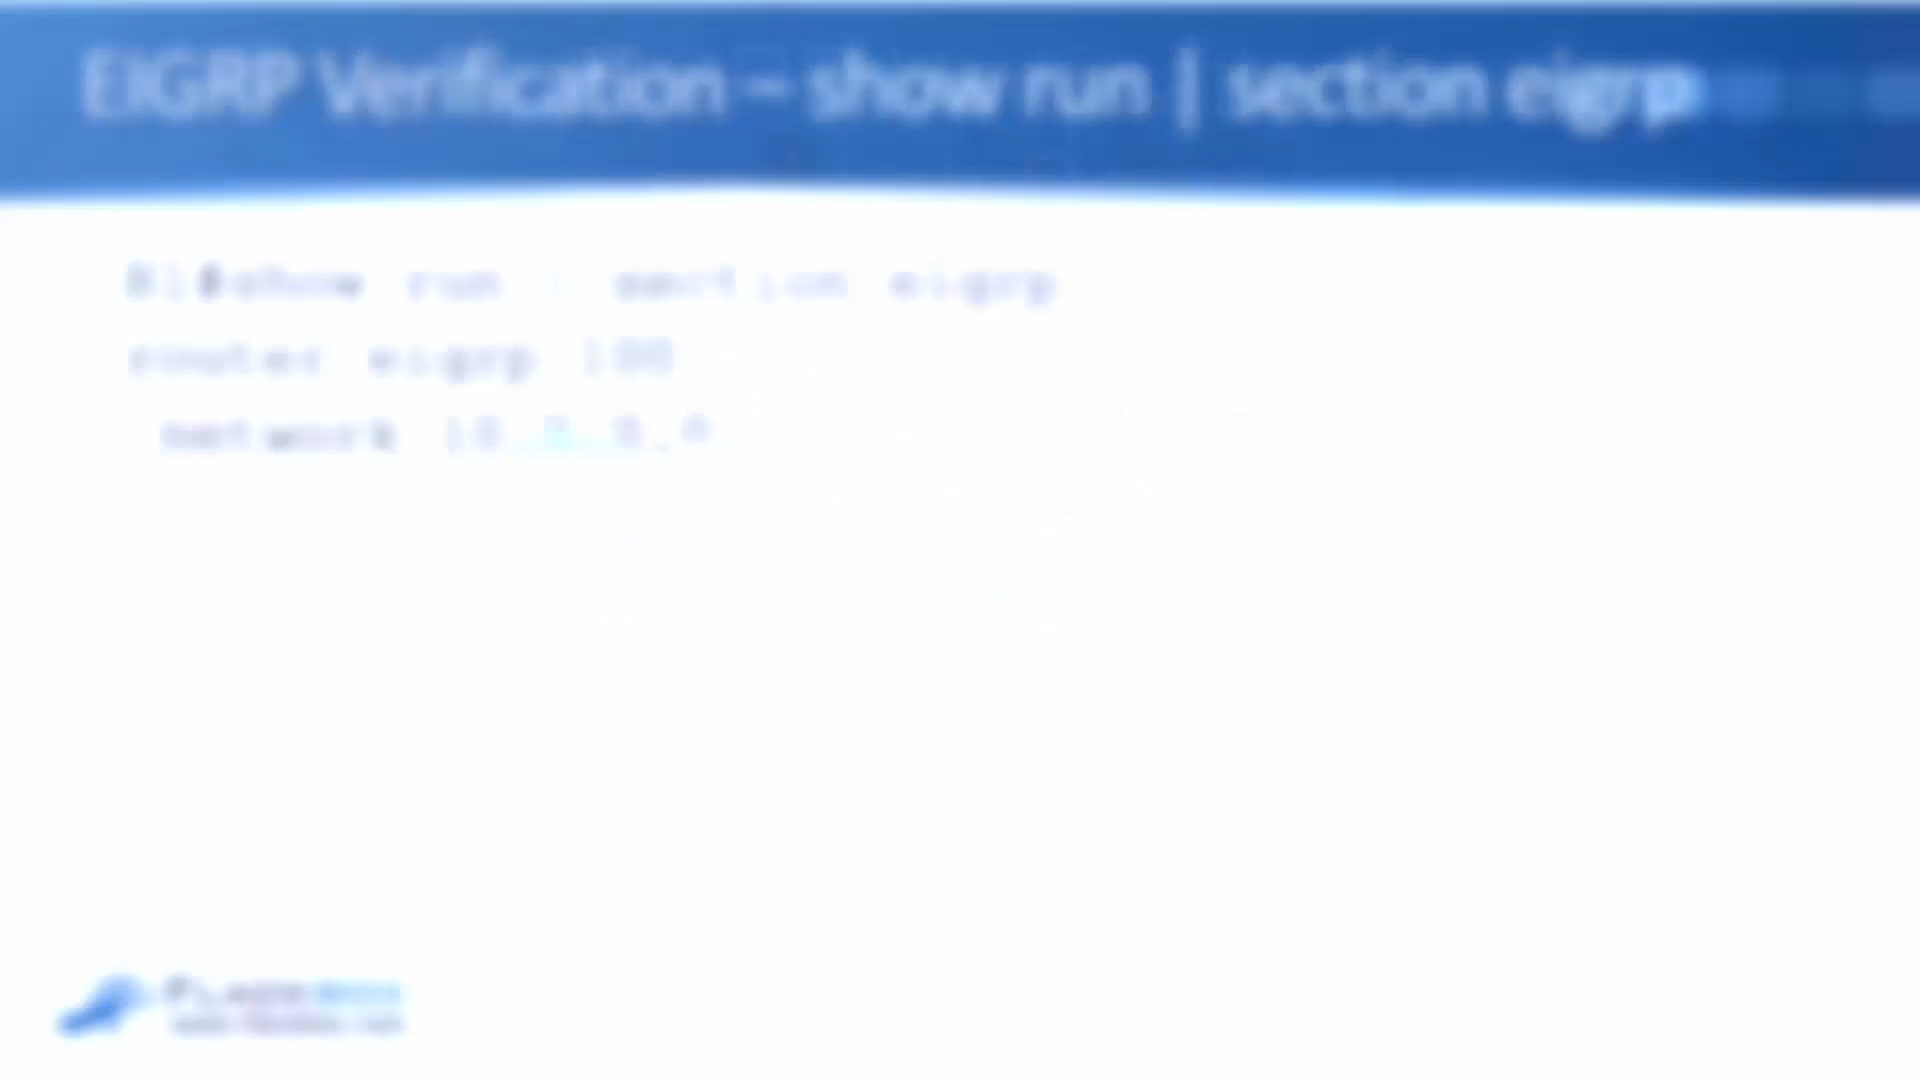 EIGRP Verification – show run | section eigrp
R1#show run | section eigrp
router eigrp 100
network 10.0.0.0